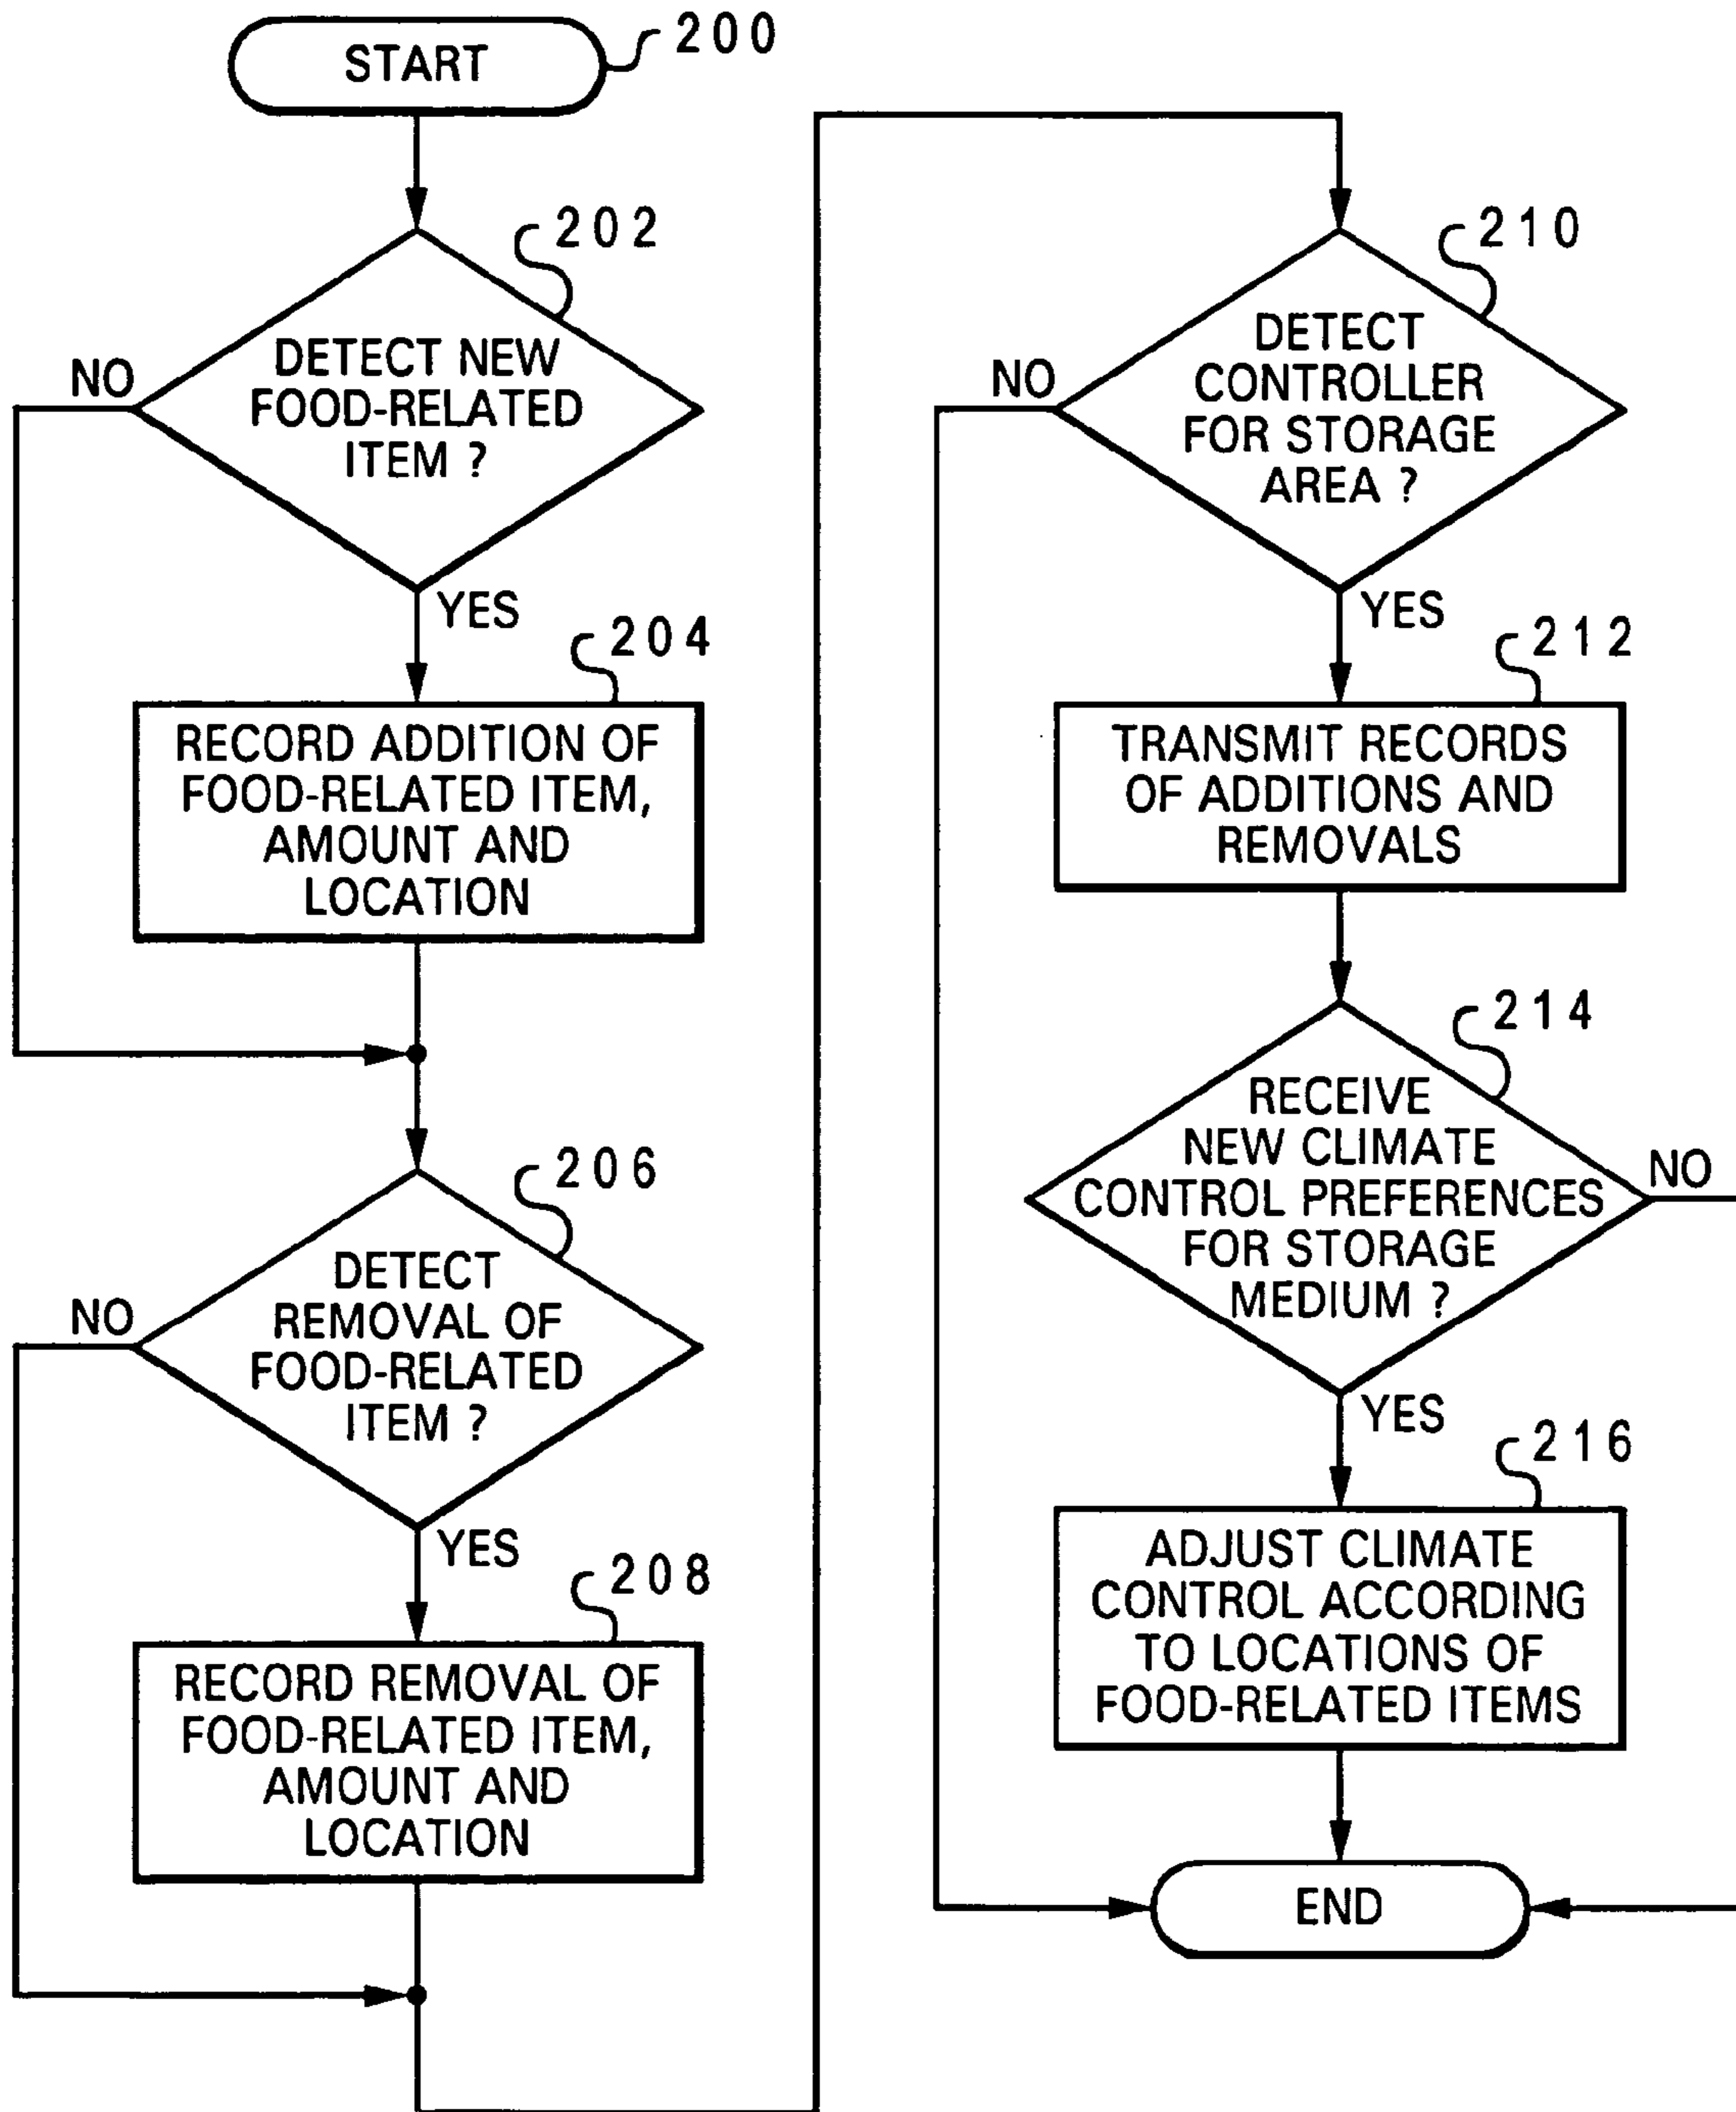 START
200
202
DETECT NEW
FOOD-RELATED
ITEM ?
NO
YES
204
RECORD ADDITION OF
FOOD-RELATED ITEM,
AMOUNT AND
LOCATION
206
DETECT
REMOVAL OF
FOOD-RELATED
ITEM ?
NO
YES
208
RECORD REMOVAL OF
FOOD-RELATED ITEM,
AMOUNT AND
LOCATION
210
DETECT
CONTROLLER
FOR STORAGE
AREA ?
NO
YES
212
TRANSMIT RECORDS
OF ADDITIONS AND
REMOVALS
214
RECEIVE
NEW CLIMATE
CONTROL PREFERENCES
FOR STORAGE
MEDIUM ?
NO
YES
216
ADJUST CLIMATE
CONTROL ACCORDING
TO LOCATIONS OF
FOOD-RELATED ITEMS
END